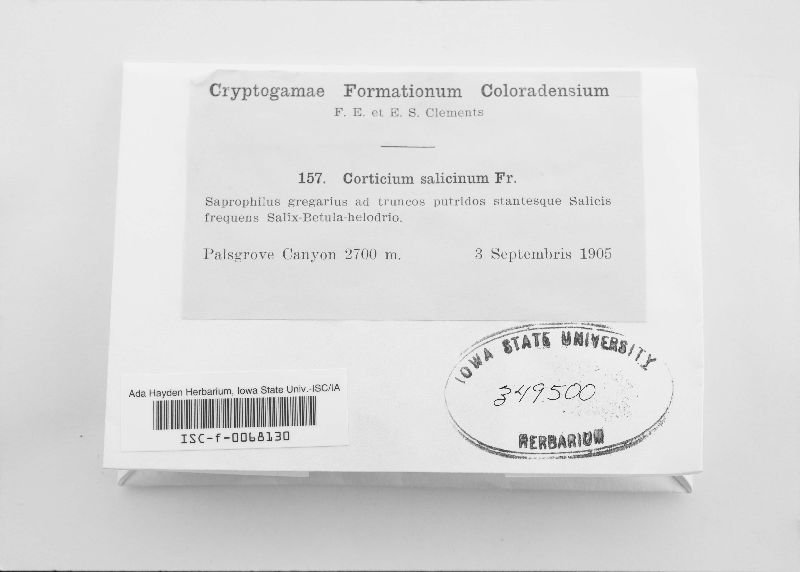 Cryptogamae Formationum Coloradensium
F. E. et E. S. Clements
157. Corticium salicinum Fr.
Saprophilus gregarius ad truncos putridos stantesque Salicis
frequens Salix-Betula-helodrio.
Palsgrove Canyon 2700 m. 3 Septembris 1905
IOWA STATE UNIVERSITY
349500
HERBARIUM
Ada Hayden Herbarium, Iowa State Univ.-ISC/IA
ISC-f-0068130